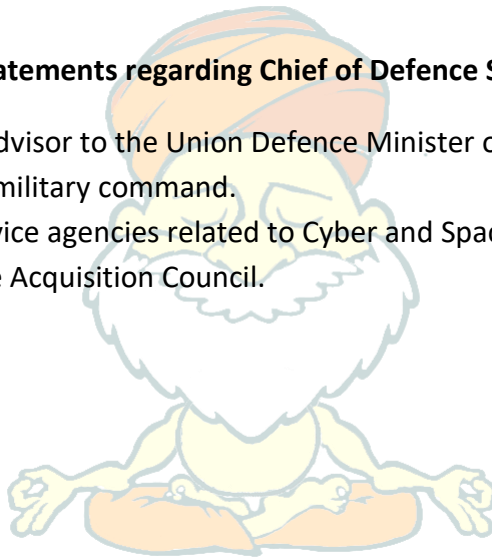 atements regarding Chief of Defence S
dvisor to the Union Defence Minister o
military command.
vice agencies related to Cyber and Spac
e Acquisition Council.